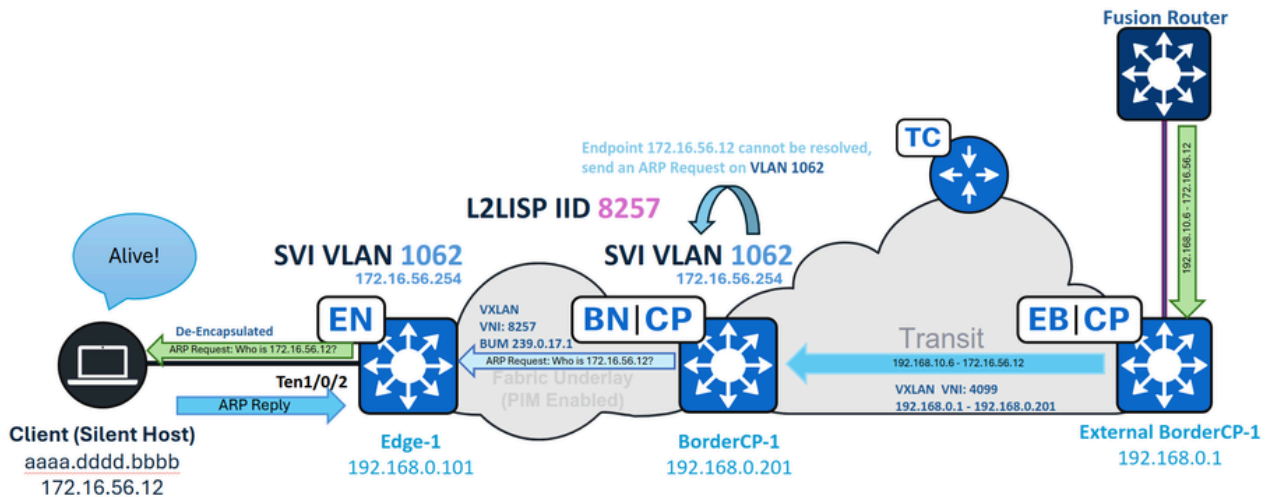 Fusion Router
192.168.10.6 - 172.16.56.12
TC
Endpoint 172.16.56.12 cannot be resolved,
send an ARP Request on VLAN 1062
L2LISP IID 8257
Alive!
SVI VLAN 1062
172.16.56.254
SVI VLAN 1062
172.16.56.254
EN
VXLAN
VNI: 8257
BUM 239.0.17.1
BN|CP
EB|CP
De-Encapsulated
ARP Request: Who is 172.16.56.12?
ARP Request: Who is 172.16.56.12?
Fabric Underlay
(PIM Enabled)
Transit
192.168.10.6 - 172.16.56.12
VXLAN VNI: 4099
192.168.0.1 - 192.168.0.201
Ten1/0/2
ARP Reply
Client (Silent Host)
aaaa.dddd.bbbb
172.16.56.12
Edge-1
192.168.0.101
BorderCP-1
192.168.0.201
External BorderCP-1
192.168.0.1